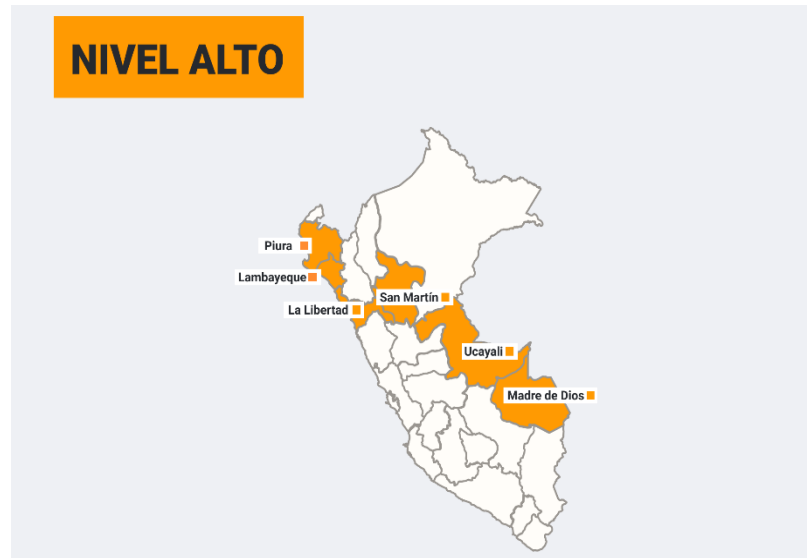 NIVEL ALTO
Piura
Lambayeque
La Libertad
San Martín
Ucayali
Madre de Dios